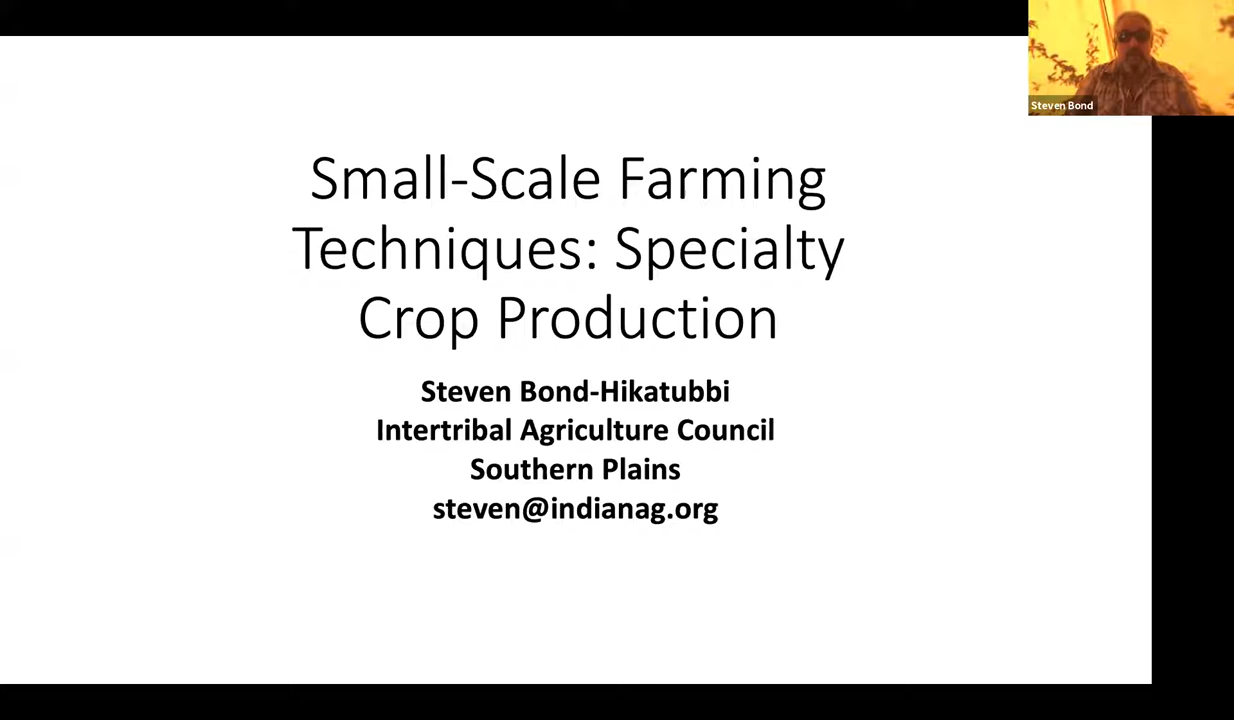 Steven Bond
Small-Scale Farming
Techniques: Specialty
Crop Production
Steven Bond-Hikatubbi
Intertribal Agriculture Council
Southern Plains
steven@indianag.org